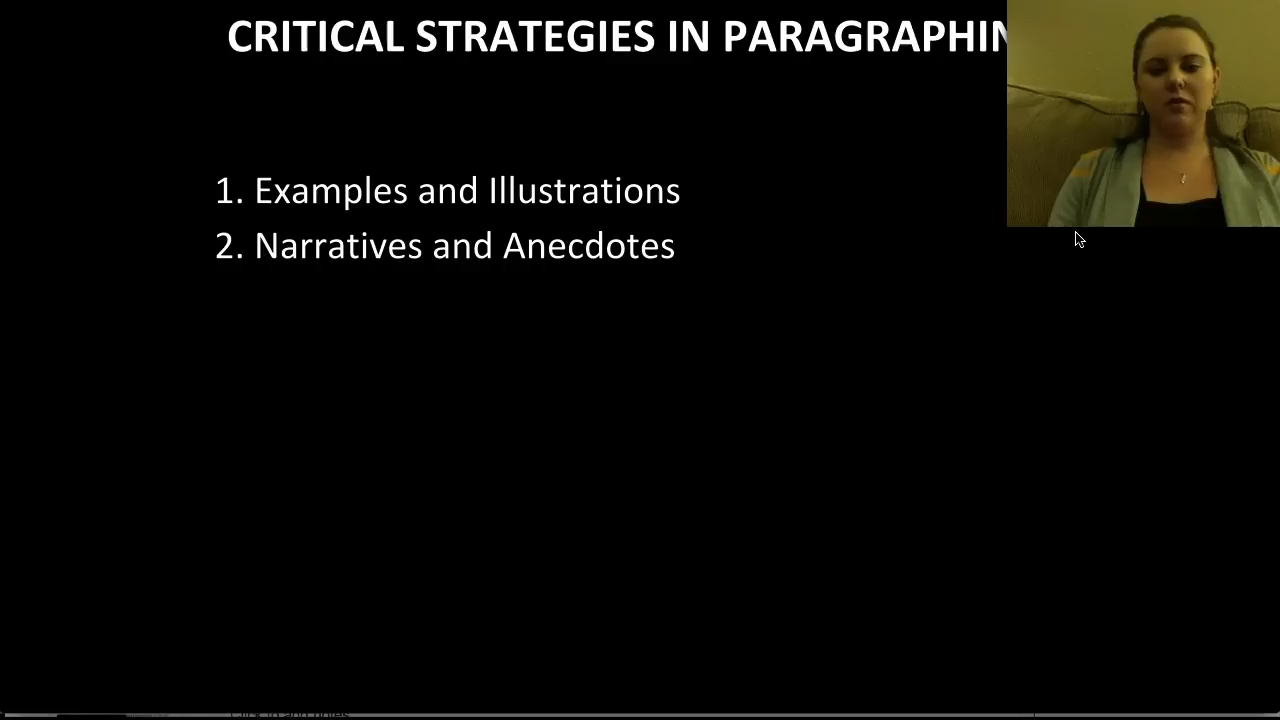 CRITICAL STRATEGIES IN PARAGRAPHIN
1. Examples and Illustrations
2. Narratives and Anecdotes